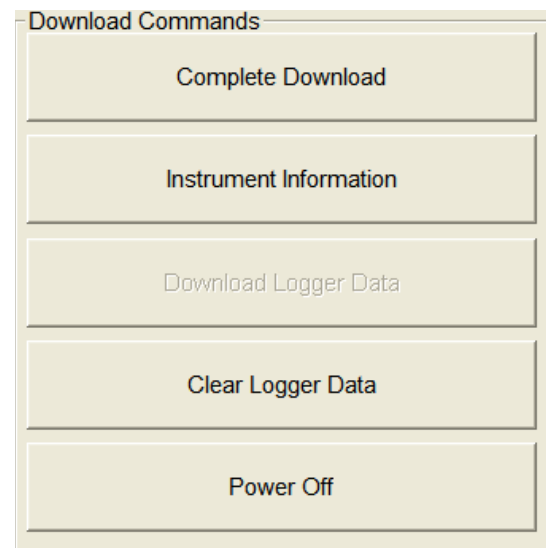 Download Commands
Complete Download
Instrument Information
Download Logger Data
Clear Logger Data
Power Off